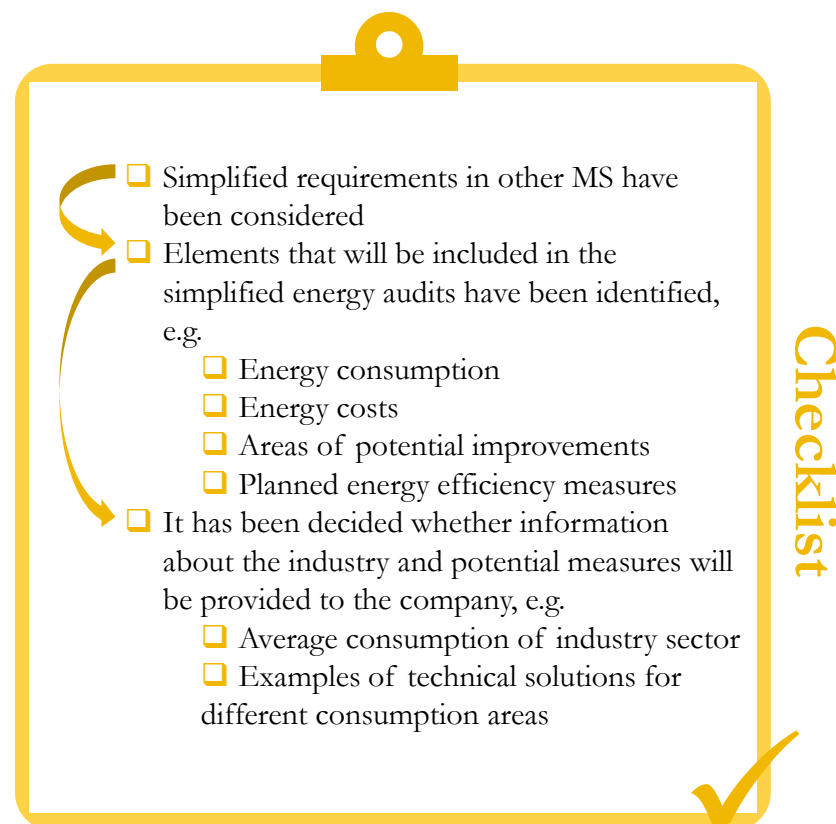 Simplified requirements in other MS have
been considered
Elements that will be included in the
simplified energy audits have been identified,
e.g.
Energy consumption
Energy costs
Areas of potential improvements
Planned energy efficiency measures
It has been decided whether information
about the industry and potential measures will
be provided to the company, e.g.
Average consumption of industry sector
Examples of technical solutions for
different consumption areas
Checklist